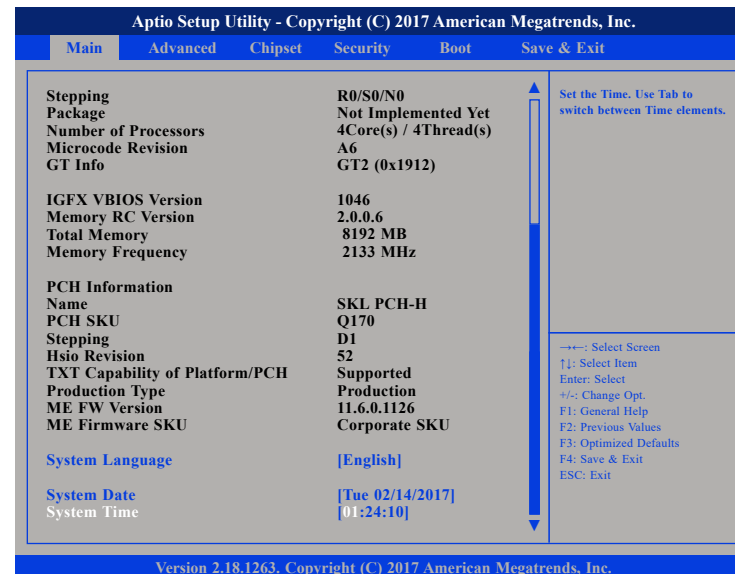 Aptio Setup Utility - Copyright (C) 2017 American Megatrends, Inc.
Main Advanced Chipset Security Boot Save & Exit
Stepping R0/S0/N0
Package Not Implemented Yet
Number of Processors 4Core(s) / 4Thread(s)
Microcode Revision A6
GT Info GT2 (0x1912)
IGFX VBIOS Version 1046
Memory RC Version 2.0.0.6
Total Memory 8192 MB
Memory Frequency 2133 MHz
PCH Information
Name SKL PCH-H
PCH SKU Q170
Stepping D1
Hsio Revision 52
TXT Capability of Platform/PCH Supported
Production Type Production
ME FW Version 11.6.0.1126
ME Firmware SKU Corporate SKU
System Language [English]
System Date [Tue 02/14/2017]
System Time [01:24:10]
Set the Time. Use Tab to
switch between Time elements.
→←: Select Screen
↑↓: Select Item
Enter: Select
+/-: Change Opt.
F1: General Help
F2: Previous Values
F3: Optimized Defaults
F4: Save & Exit
ESC: Exit
Version 2.18.1263. Copyright (C) 2017 American Megatrends, Inc.